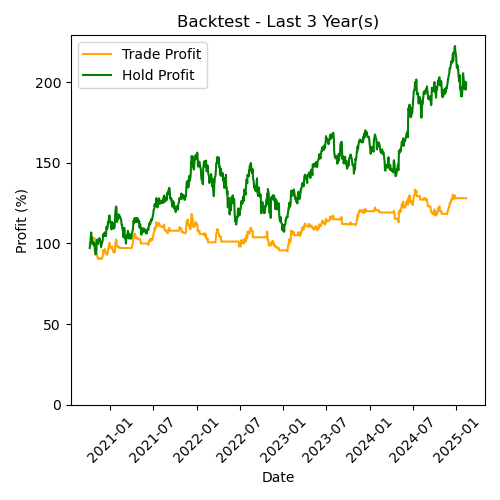 Backtest - Last 3 Year(s)
Trade Profit
Hold Profit
Profit (%)
200
150
100
50
0
2021-01
2021-07
2022-01
2022-07
2023-01
2023-07
2024-01
2024-07
2025-01
Date